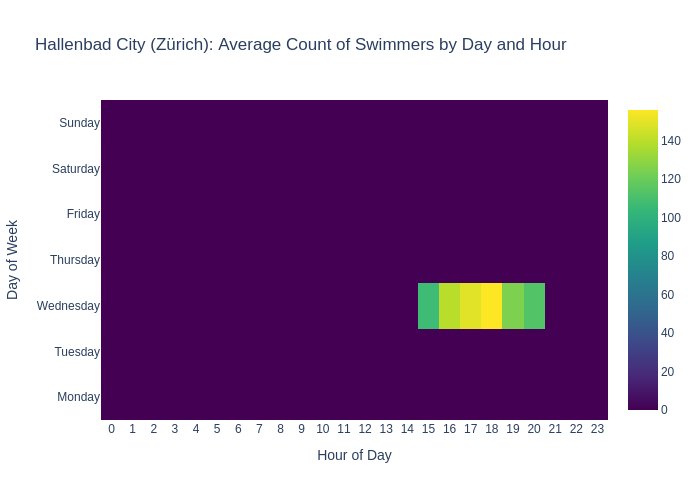 Hallenbad City (Zürich): Average Count of Swimmers by Day and Hour
Day of Week
Sunday
Saturday
Friday
Thursday
Wednesday
Tuesday
Monday
0 1 2 3 4 5 6 7 8 9 10 11 12 13 14 15 16 17 18 19 20 21 22 23
Hour of Day
140
120
100
80
60
40
20
0